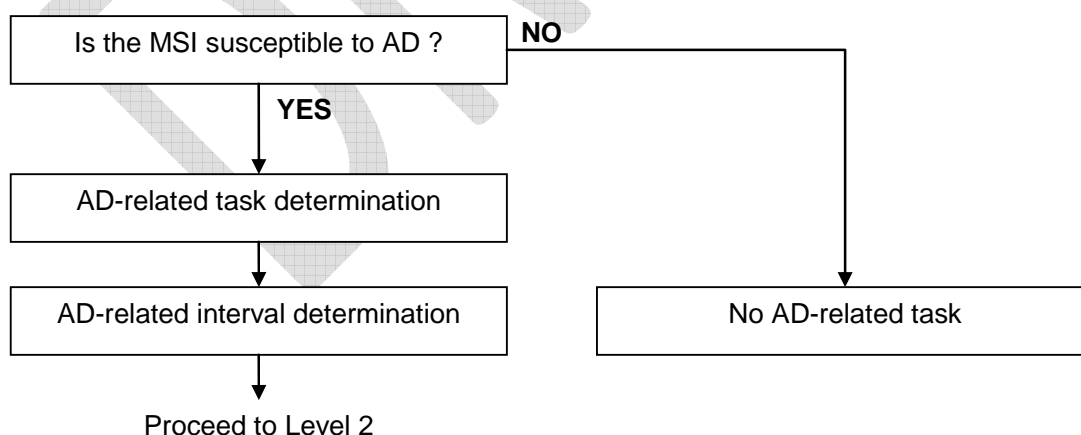 Is the MSI susceptible to AD ?
NO
YES
AD-related task determination
AD-related interval determination
No AD-related task
Proceed to Level 2